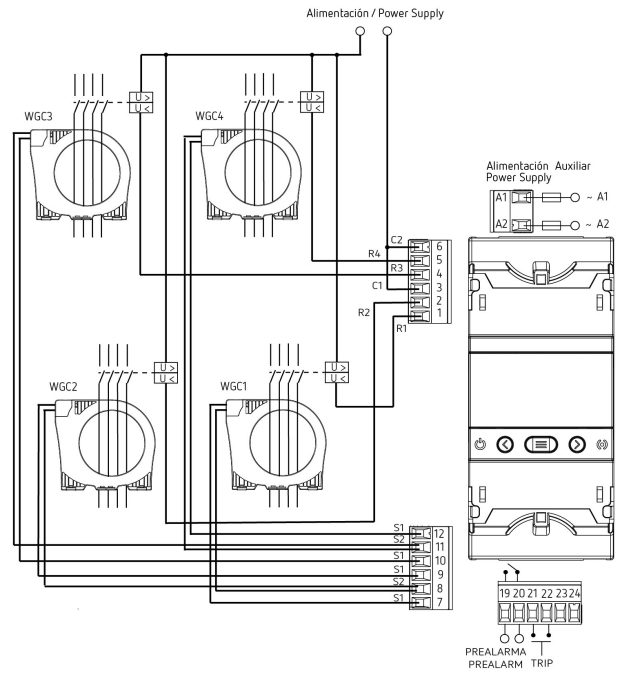 Alimentación / Power Supply
U >
U <
U >
U <
WGC3
WGC4
Alimentación Auxiliar
Power Supply
A1
~ A1
A2
~ A2
C2
6
R4
5
R3
4
C1
3
2
R2
1
R1
U >
U <
U >
U <
WGC2
WGC1
S1
12
S2
11
S1
10
S1
9
S2
8
S1
7
19 20 21 22 23 24
PREALARMA
PREALARM
TRIP